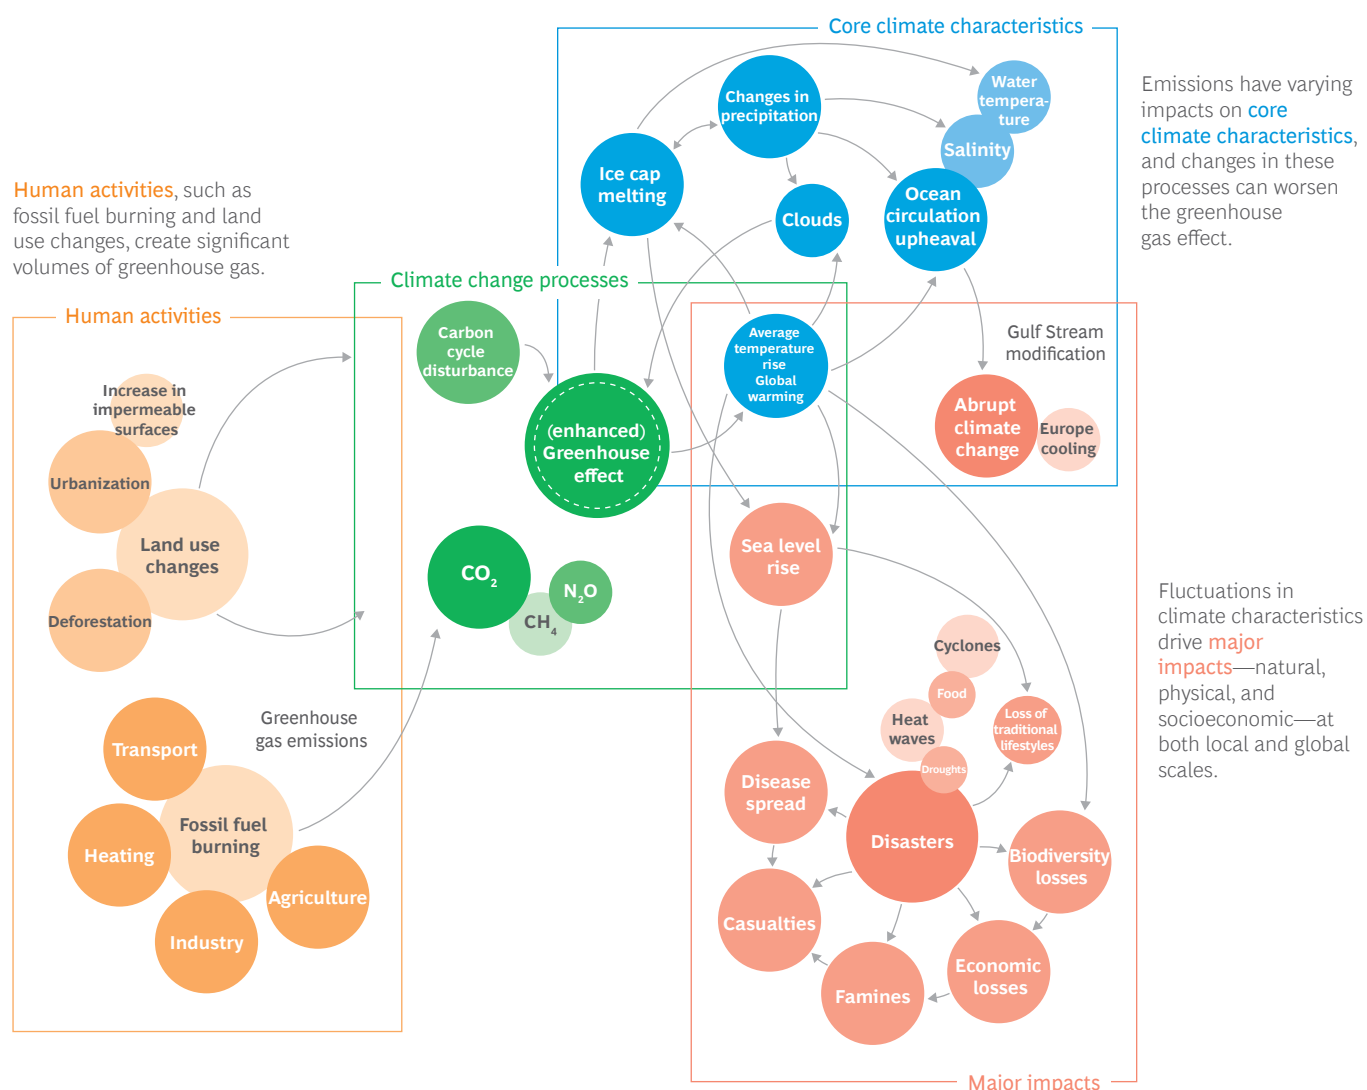 Core climate characteristics
Emissions have varying
impacts on core
climate characteristics,
and changes in these
processes can worsen
the greenhouse
gas effect.
Water
tempera-
ture
Changes in
precipitation
Salinity
Ice cap
melting
Ocean
circulation
upheaval
Clouds
Human activities, such as
fossil fuel burning and land
use changes, create significant
volumes of greenhouse gas.
Climate change processes
Human activities
Carbon
cycle
disturbance
Average
temperature
rise
Global
warming
Gulf Stream
modification
Increase in
impermeable
surfaces
Abrupt
climate
change
Europe
cooling
(enhanced)
Greenhouse
effect
Urbanization
Land use
changes
Sea level
rise
CO₂
N₂O
CH₄
Deforestation
Fluctuations in
climate characteristics
drive major
impacts—natural,
physical, and
socioeconomic—at
both local and global
scales.
Cyclones
Food
Heat
waves
Loss of
traditional
lifestyles
Droughts
Greenhouse
gas emissions
Transport
Disease
spread
Fossil fuel
burning
Disasters
Heating
Biodiversity
losses
Agriculture
Casualties
Industry
Economic
losses
Famines
Major impacts